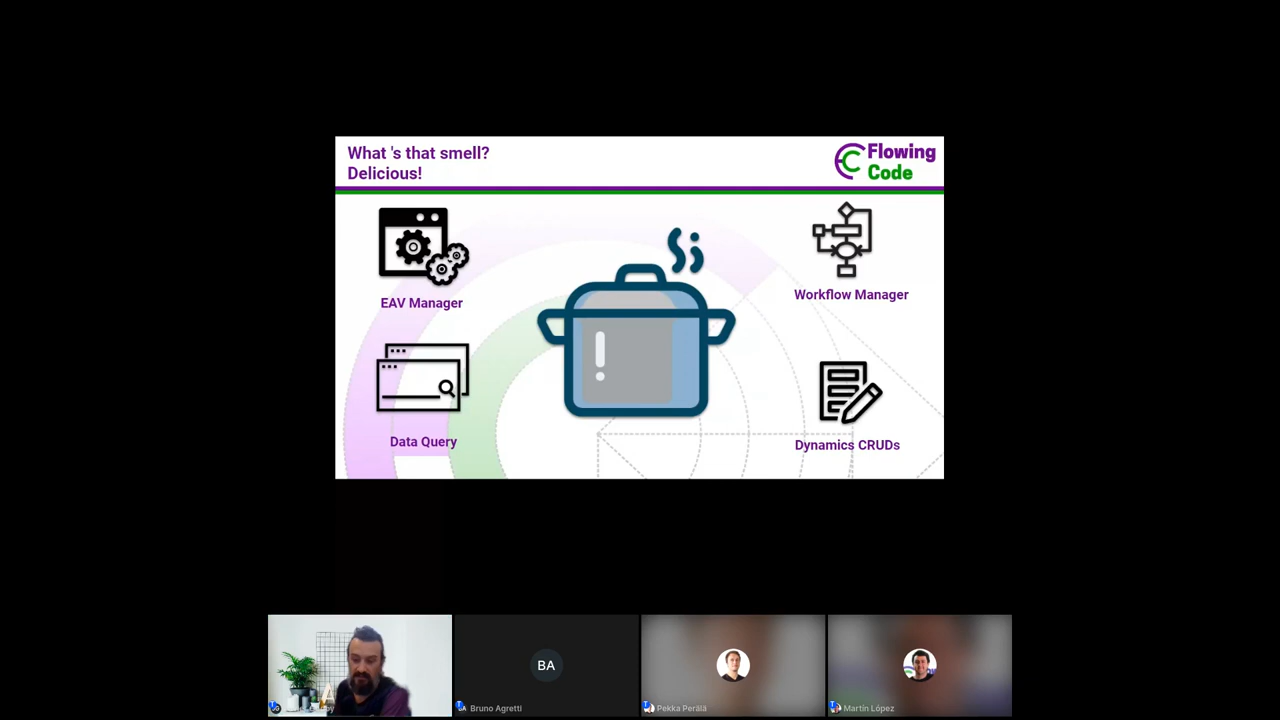 What 's that smell?
Delicious!
Flowing
Code
EAV Manager
Workflow Manager
Data Query
Dynamics CRUDs
BA
Bruno Agretti
Pekka Perälä
Martín López